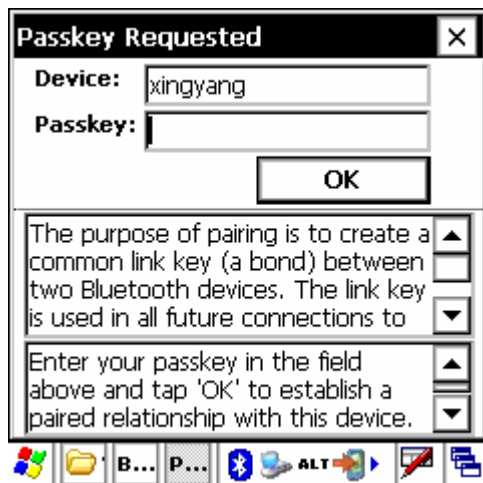 Passkey Requested
Device: xingyang
Passkey:
OK
The purpose of pairing is to create a
common link key (a bond) between
two Bluetooth devices. The link key
is used in all future connections to
Enter your passkey in the field
above and tap 'OK' to establish a
paired relationship with this device.
B... P... ALT